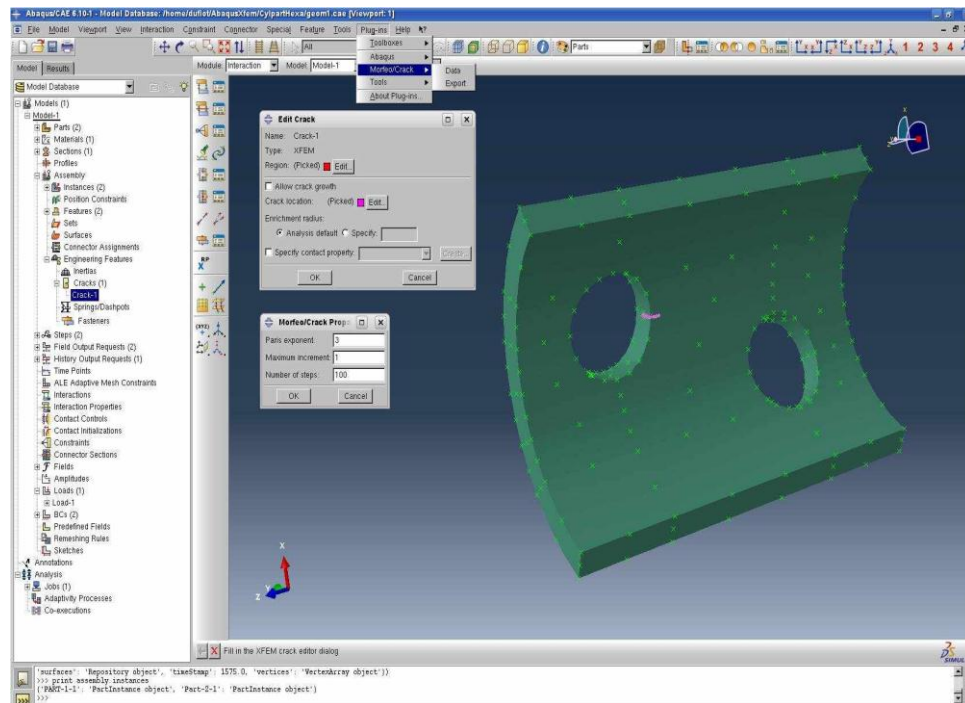 Abaqus/CAE 6.10-1 - Model Database: /home/duflot/AbaqusXfem/CylpartHexa/geom1.cae [Viewport: 1]
File Model Viewport View Interaction Constraint Connector Special Feature Tools Plug-ins Help
All
Parts
1 2 3 4
Toolboxes
Abaqus
Morfeo/Crack
Tools
About Plug-ins...
Data
Export
Model Results
Module: Interaction Model: Model-1
Model Database
Models (1)
Model-1
Parts (2)
Materials (1)
Sections (1)
Profiles
Assembly
Instances (2)
Position Constraints
Features (2)
Sets
Surfaces
Connector Assignments
Engineering Features
Inertias
Cracks (1)
Crack-1
Springs/Dashpots
Fasteners
Steps (2)
Field Output Requests (2)
History Output Requests (1)
Time Points
ALE Adaptive Mesh Constraints
Interactions
Interaction Properties
Contact Controls
Contact Initializations
Constraints
Connector Sections
Fields
Amplitudes
Loads (1)
Load-1
BCs (2)
Predefined Fields
Remeshing Rules
Sketches
Annotations
Analysis
Jobs (1)
Adaptivity Processes
Co-executions
RP
(XYZ)
Edit Crack
Name: Crack-1
Type: XFEM
Region: (Picked) Edit...
Allow crack growth
Crack location: (Picked) Edit...
Enrichment radius:
Analysis default Specify:
Specify contact property: Create...
OK Cancel
Morfeo/Crack Prope
Paris exponent: 3
Maximum increment: 1
Number of steps: 100
OK Cancel
X
Y
Z
Fill in the XFEM crack editor dialog
SIMUL
'surfaces': 'Repository object', 'timeStamp': 1575.0, 'vertices': 'VertexArray object'})
>>> print assembly.instances
{'PART-1-1': 'PartInstance object', 'Part-2-1': 'PartInstance object'}
>>>